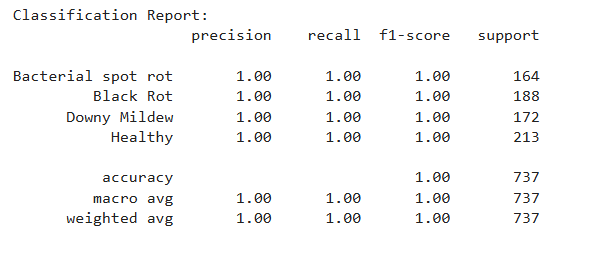 Classification Report:
precision recall f1-score support
Bacterial spot rot 1.00 1.00 1.00 164
Black Rot 1.00 1.00 1.00 188
Downy Mildew 1.00 1.00 1.00 172
Healthy 1.00 1.00 1.00 213
accuracy 1.00 737
macro avg 1.00 1.00 1.00 737
weighted avg 1.00 1.00 1.00 737